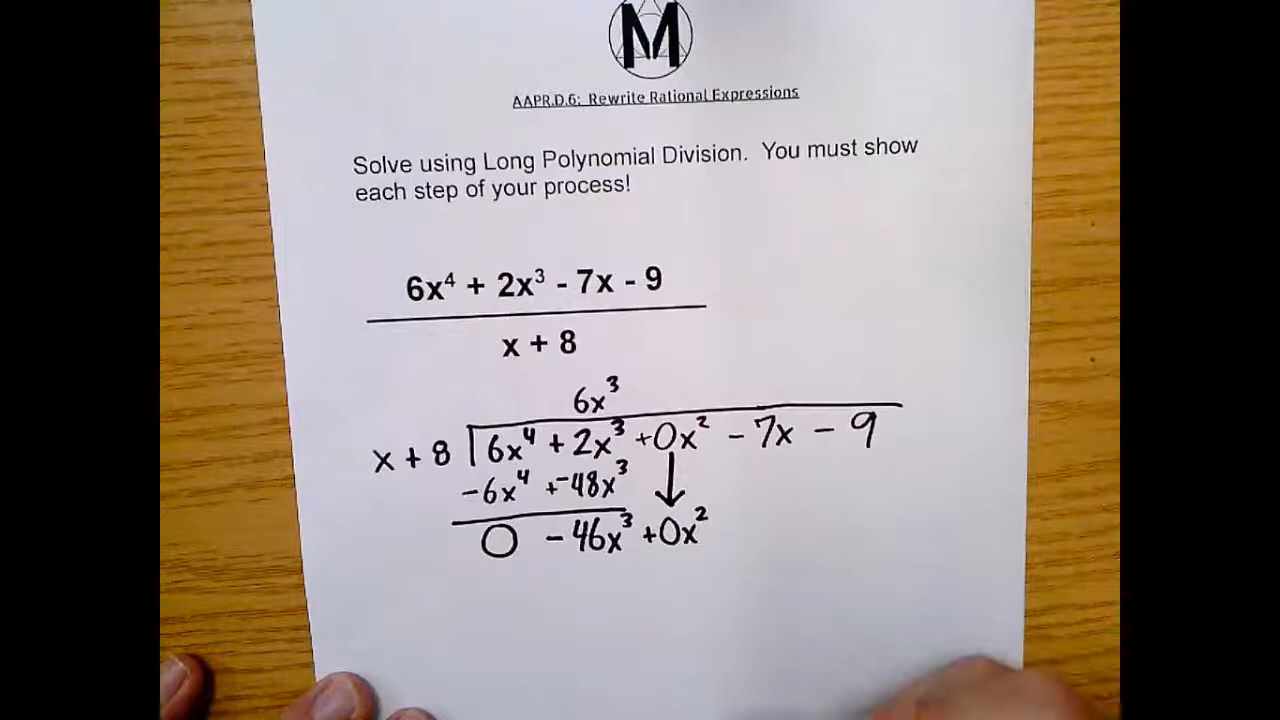 M
AAPR.D.6: Rewrite Rational Expressions
Solve using Long Polynomial Division. You must show
each step of your process!
6x⁴ + 2x³ - 7x - 9
x + 8
6x³
x + 8 6x⁴ + 2x³ + 0x² - 7x - 9
-6x⁴ + -48x³
0 - 46x³ + 0x²